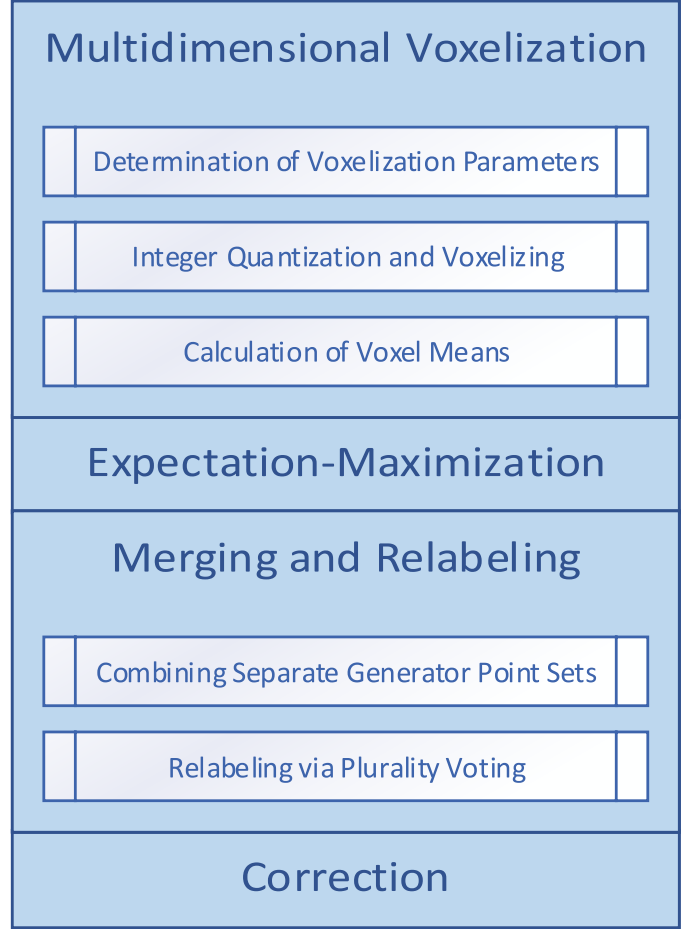 Multidimensional Voxelization
Determination of Voxelization Parameters
Integer Quantization and Voxelizing
Calculation of Voxel Means
Expectation-Maximization
Merging and Relabeling
Combining Separate Generator Point Sets
Relabeling via Plurality Voting
Correction